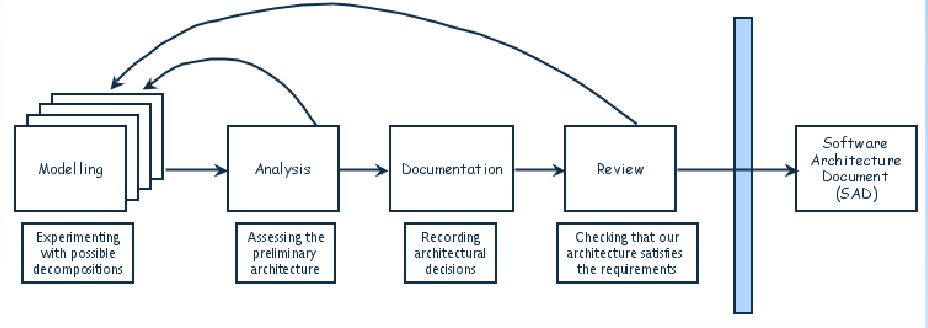 Modelling
Analysis
Documentation
Review
Software
Architecture
Document
(SAD)
Experimenting
with possible
decompositions
Assessing the
preliminary
architecture
Recording
architectural
decisions
Checking that our
architecture satisfies
the requirements